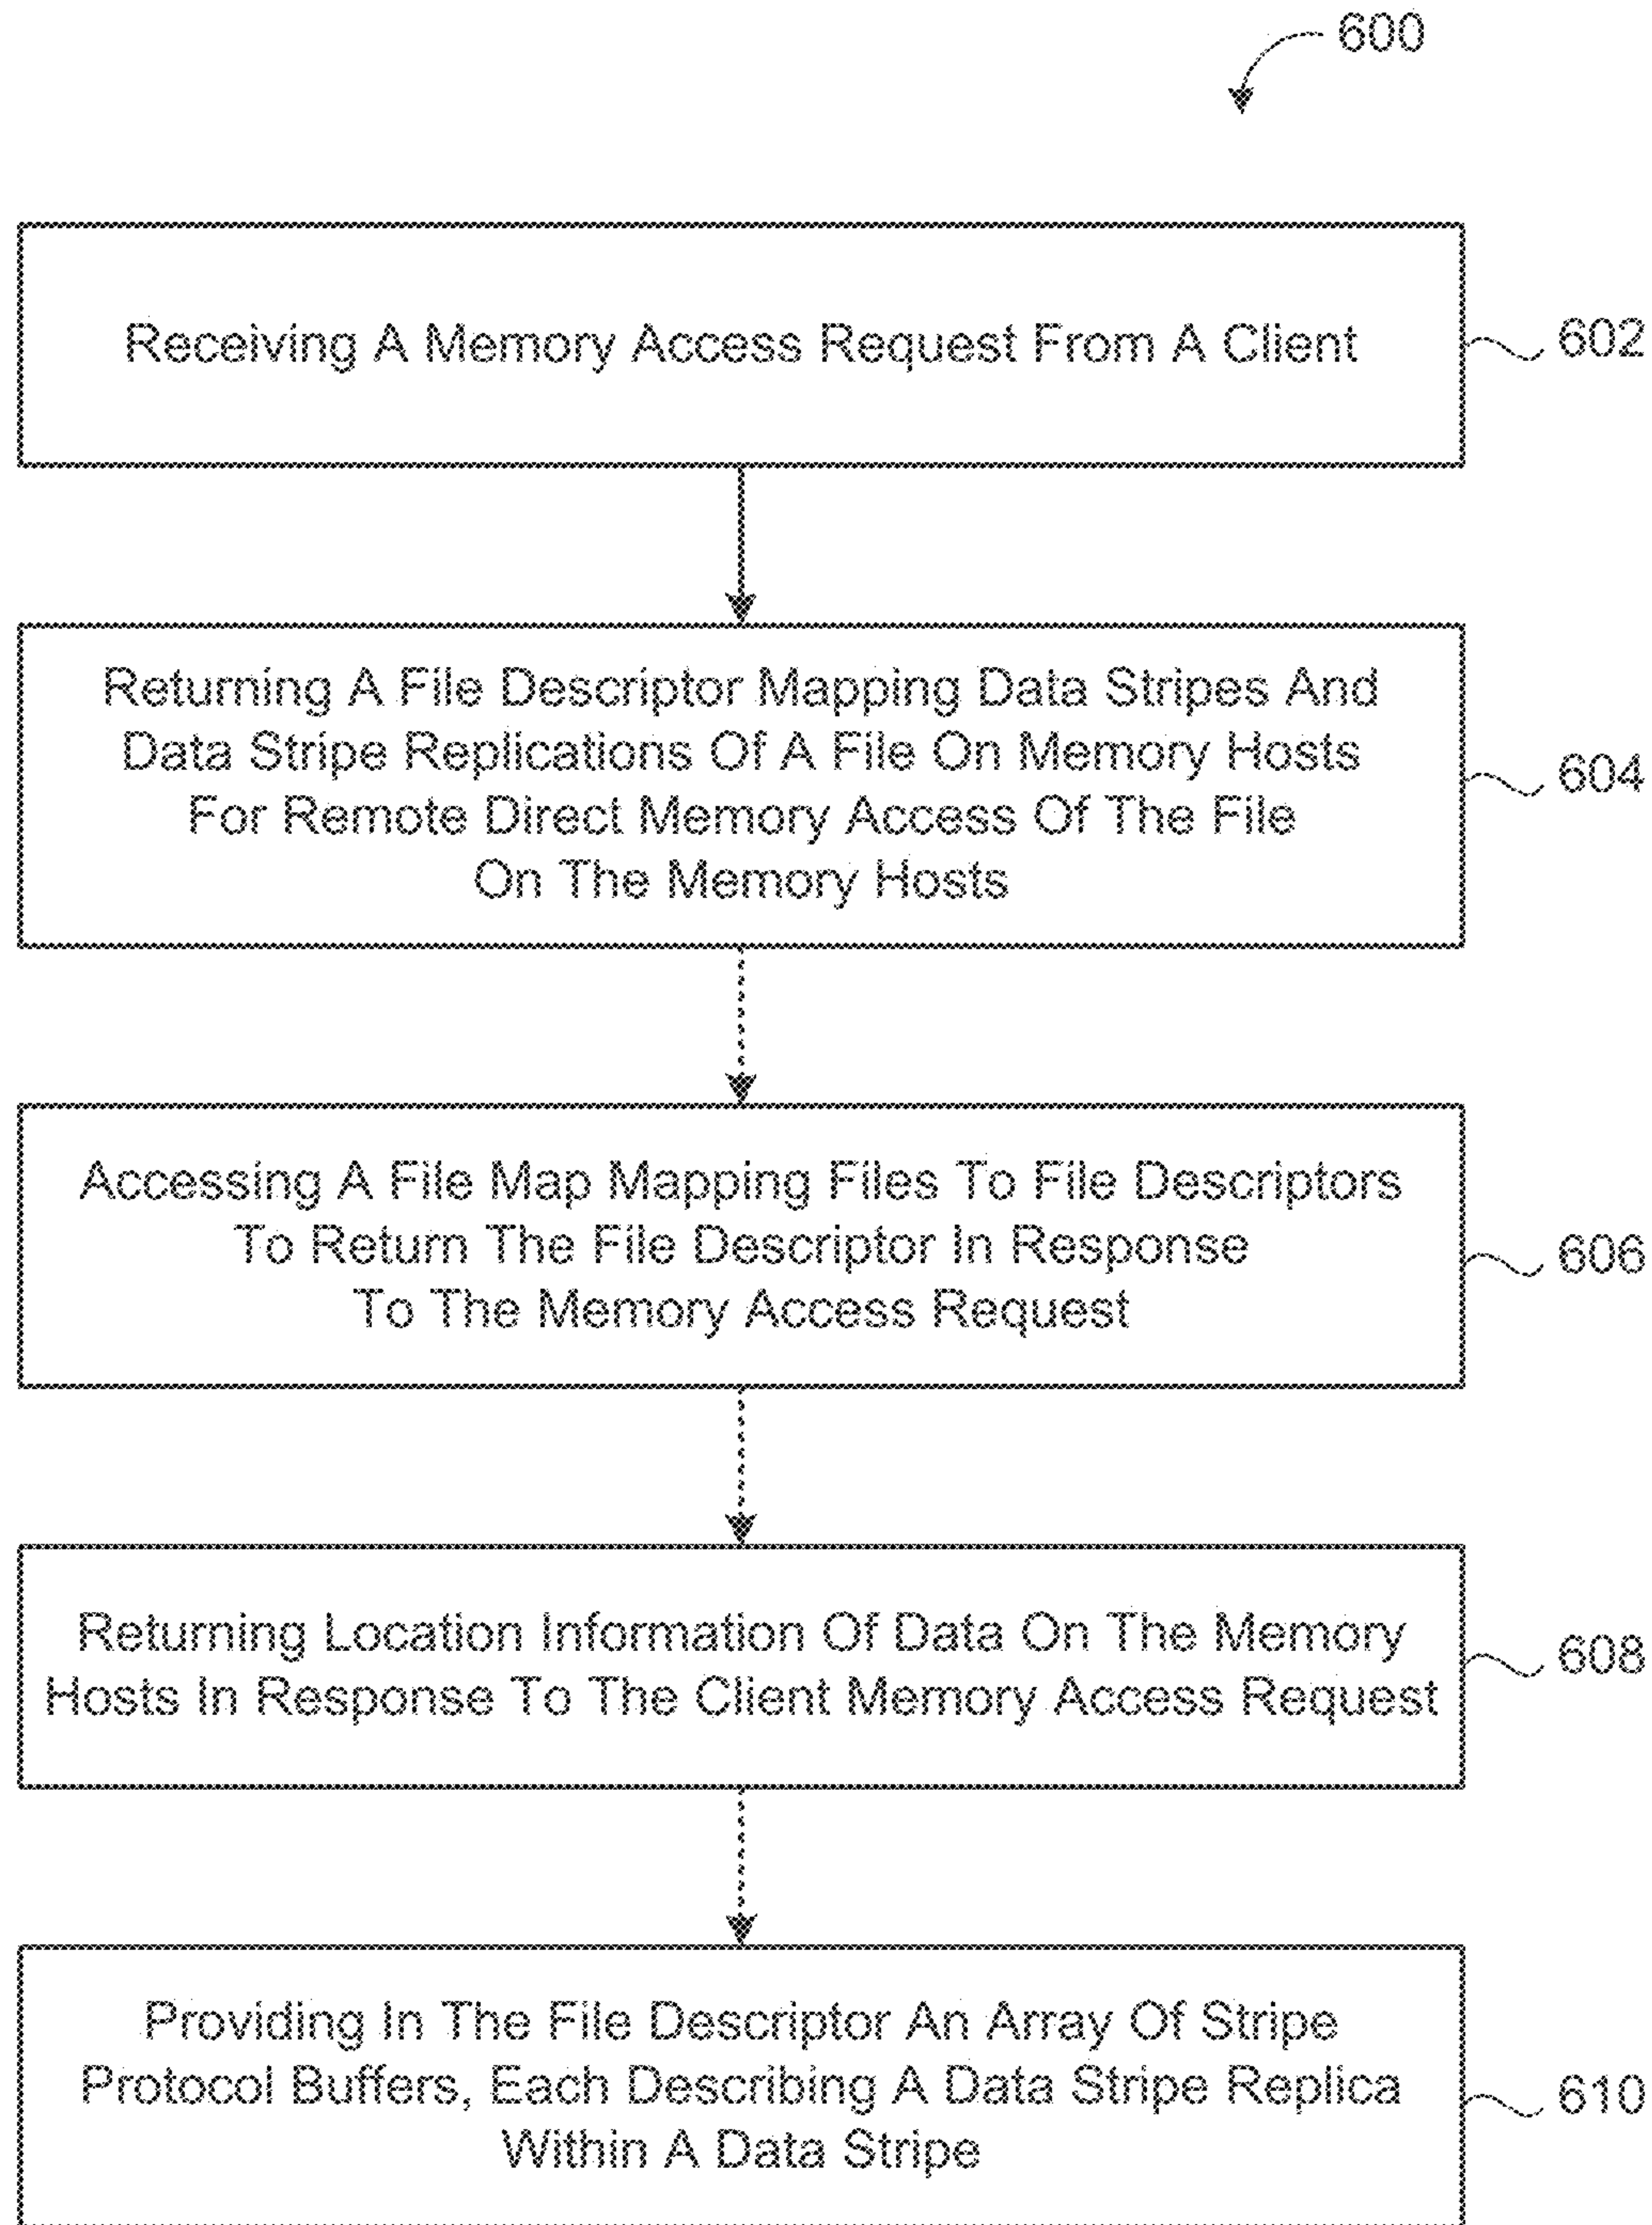 600
Receiving A Memory Access Request From A Client
602
Returning A File Descriptor Mapping Data Stripes And
Data Stripe Replications Of A File On Memory Hosts
For Remote Direct Memory Access Of The File
On The Memory Hosts
604
Accessing A File Map Mapping Files To File Descriptors
To Return The File Descriptor In Response
To The Memory Access Request
606
Returning Location Information Of Data On The Memory
Hosts In Response To The Client Memory Access Request
608
Providing In The File Descriptor An Array Of Stripe
Protocol Buffers, Each Describing A Data Stripe Replica
Within A Data Stripe
610